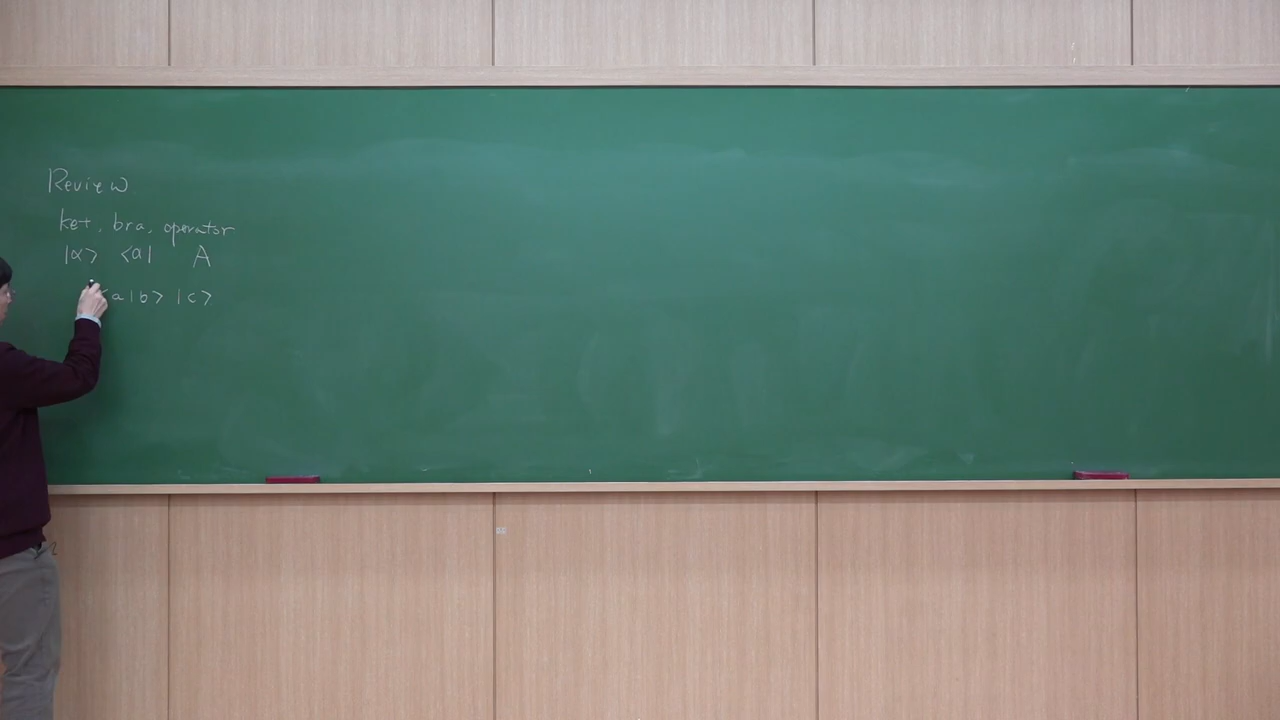 Review
ket, bra, operator
|α> <a| A
<a|b> |c>